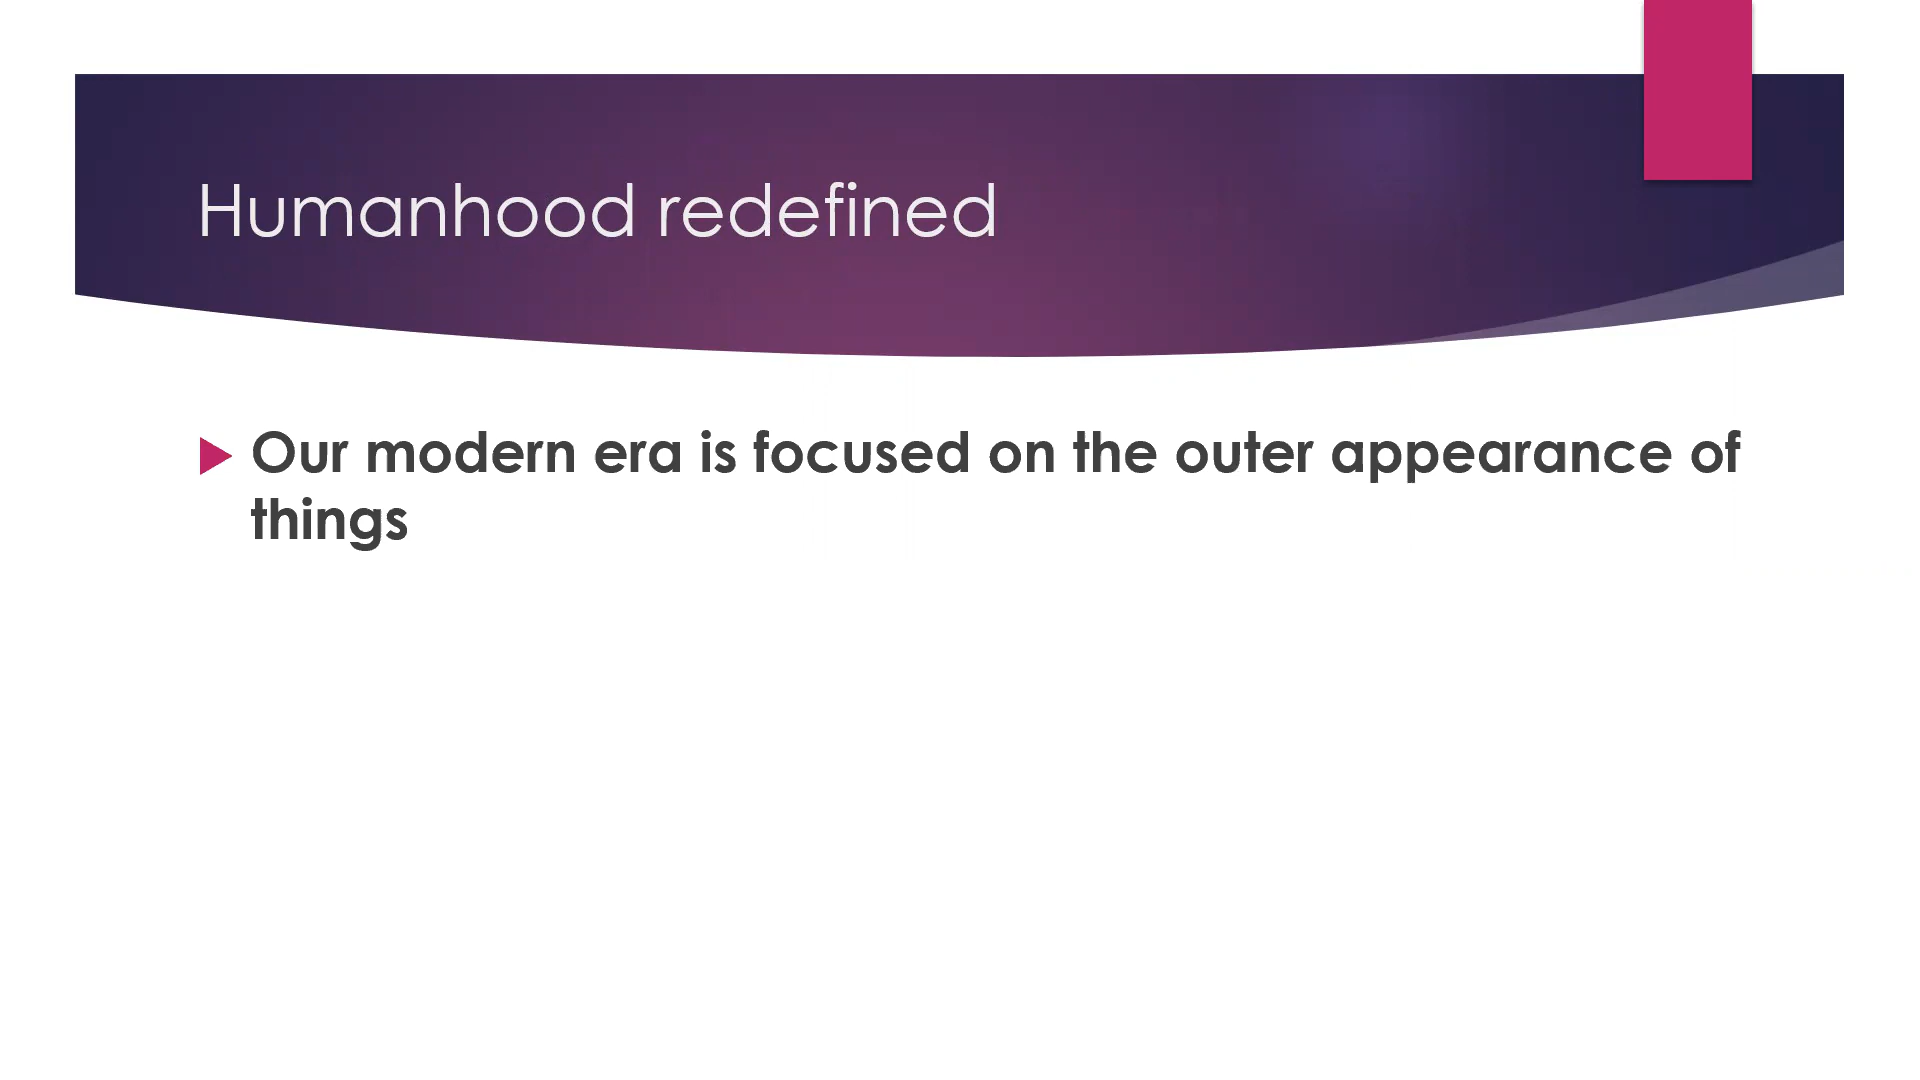 Humanhood redefined
Our modern era is focused on the outer appearance of
things